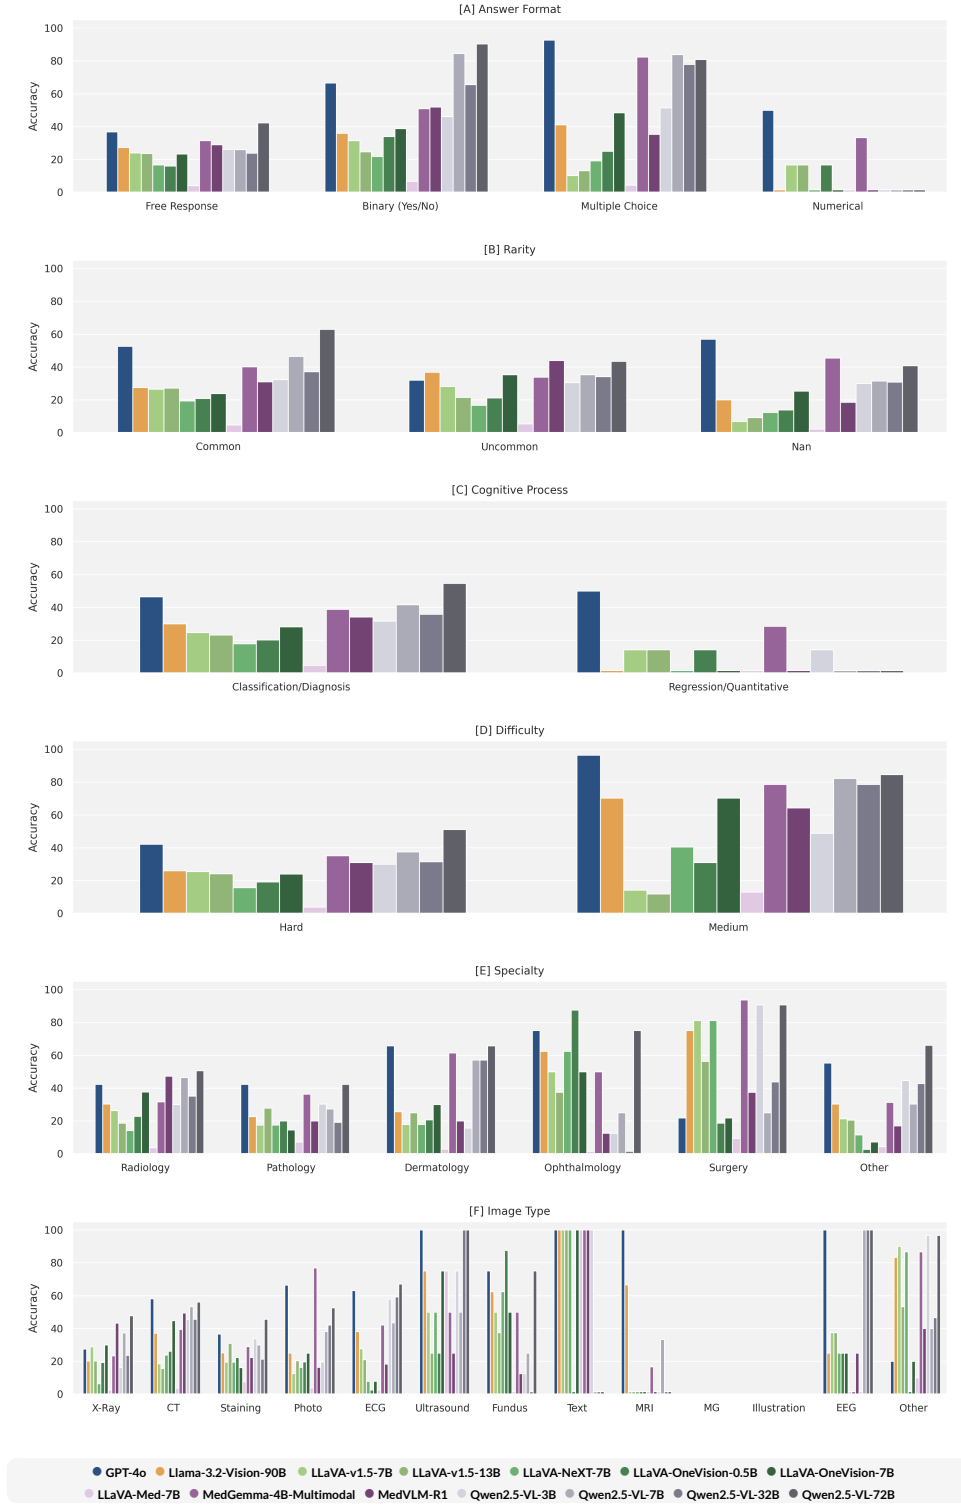 [A] Answer Format
100
80
60
40
20
0
Accuracy
Free Response Binary (Yes/No) Multiple Choice Numerical
[B] Rarity
100
80
60
40
20
0
Accuracy
Common Uncommon Nan
[C] Cognitive Process
100
80
60
40
20
0
Accuracy
Classification/Diagnosis Regression/Quantitative
[D] Difficulty
100
80
60
40
20
0
Accuracy
Hard Medium
[E] Specialty
100
80
60
40
20
0
Accuracy
Radiology Pathology Dermatology Ophthalmology Surgery Other
[F] Image Type
100
80
60
40
20
0
Accuracy
X-Ray CT Staining Photo ECG Ultrasound Fundus Text MRI MG Illustration EEG Other
GPT-4o Llama-3.2-Vision-90B LLaVA-v1.5-7B LLaVA-v1.5-13B LLaVA-NeXT-7B LLaVA-OneVision-0.5B LLaVA-OneVision-7B
LLaVA-Med-7B MedGemma-4B-Multimodal MedVLM-R1 Qwen2.5-VL-3B Qwen2.5-VL-7B Qwen2.5-VL-32B Qwen2.5-VL-72B